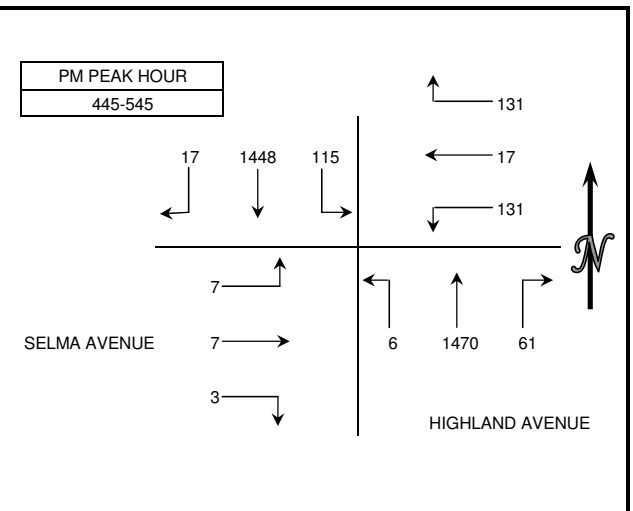 PM PEAK HOUR
445-545
131
17 1448 115
17
131
7
N
SELMA AVENUE 7
6 1470 61
3
HIGHLAND AVENUE